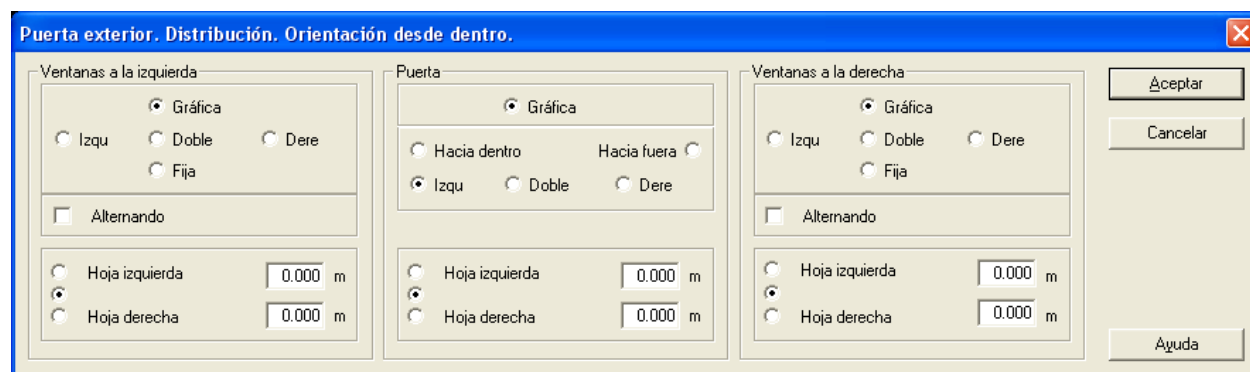 Puerta exterior. Distribución. Orientación desde dentro.
Ventanas a la izquierda
Gráfica
Izqu Doble Dere
Fija
Alternando
Hoja izquierda 0.000 m
Hoja derecha 0.000 m
Puerta
Gráfica
Hacia dentro Hacia fuera
Izqu Doble Dere
Hoja izquierda 0.000 m
Hoja derecha 0.000 m
Ventanas a la derecha
Gráfica
Izqu Doble Dere
Fija
Alternando
Hoja izquierda 0.000 m
Hoja derecha 0.000 m
Aceptar
Cancelar
Ayuda